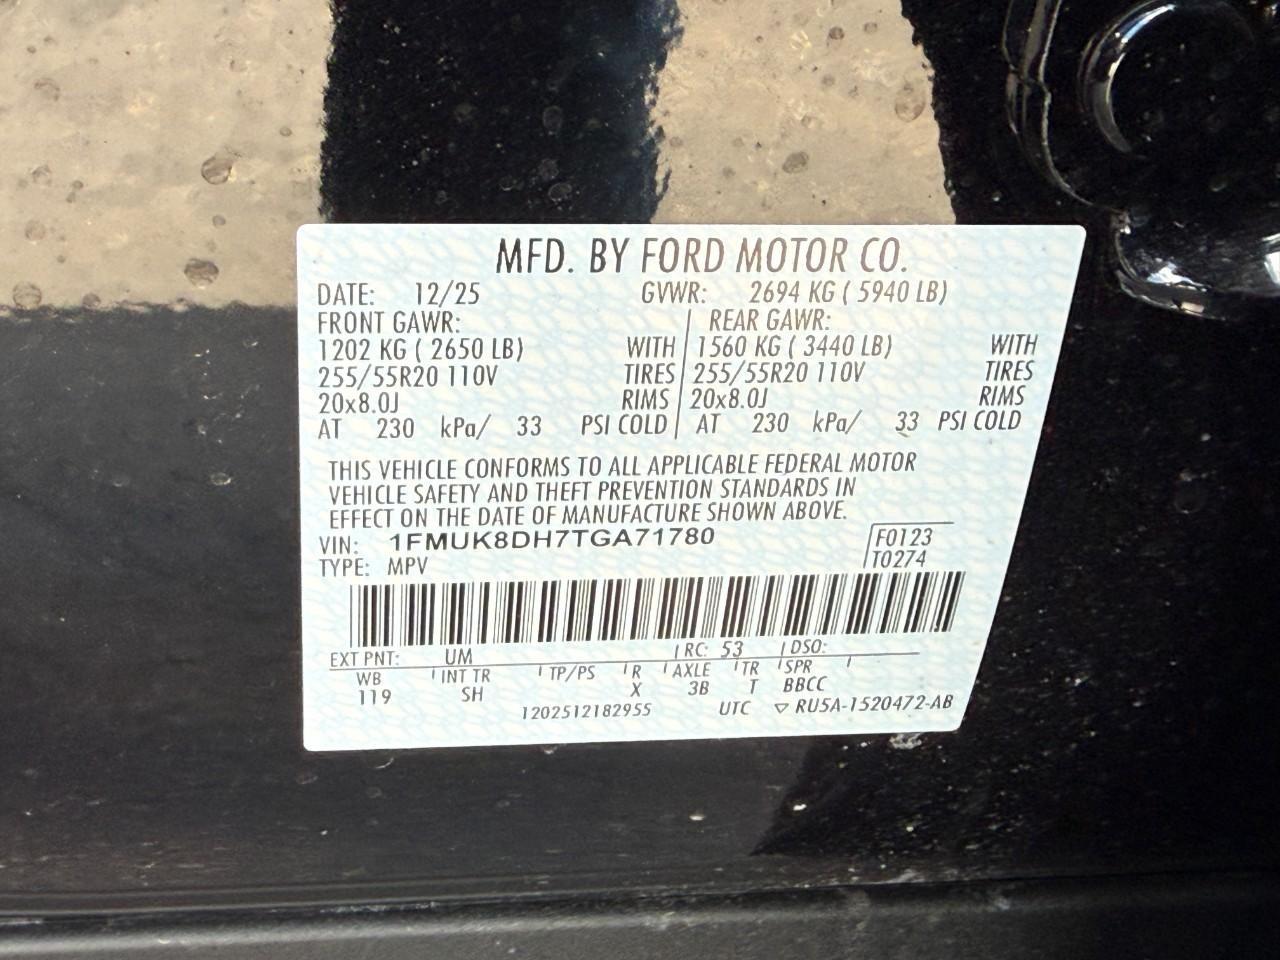 MFD. BY FORD MOTOR CO.
DATE: 12/25 GVWR: 2694 KG ( 5940 LB)
FRONT GAWR: REAR GAWR:
1202 KG ( 2650 LB) WITH 1560 KG ( 3440 LB) WITH
255/55R20 110V TIRES 255/55R20 110V TIRES
20x8.0J RIMS 20x8.0J RIMS
AT 230 kPa/ 33 PSI COLD AT 230 kPa/ 33 PSI COLD
THIS VEHICLE CONFORMS TO ALL APPLICABLE FEDERAL MOTOR
VEHICLE SAFETY AND THEFT PREVENTION STANDARDS IN
EFFECT ON THE DATE OF MANUFACTURE SHOWN ABOVE.
VIN: 1FMUK8DH7TGA71780 F0123
TYPE: MPV T0274
EXT PNT: UM RC: 53 DSO:
WB INT TR TP/PS R AXLE TR SPR
119 SH X 3B T BBCC
1202512182955 UTC ▽ RU5A-1520472-AB